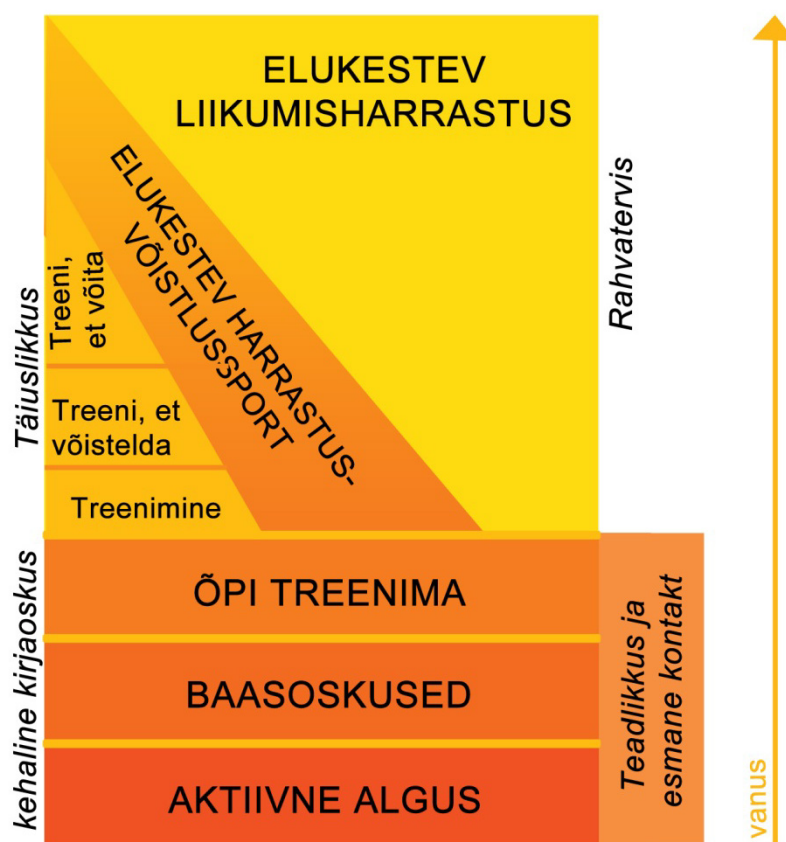 ELUKESTEV
LIIKUMISHARRASTUS
ELUKESTEV HARRASTUS-
VÕISTLUSSPORT
Treeni,
et võita
Treeni, et
võistelda
Treenimine
Täiuslikkus
Rahvatervis
ÕPI TREENIMA
BAASOSKUSED
AKTIIVNE ALGUS
kehaline kirjaoskus
Teadlikkus ja
esmane kontakt
vanus